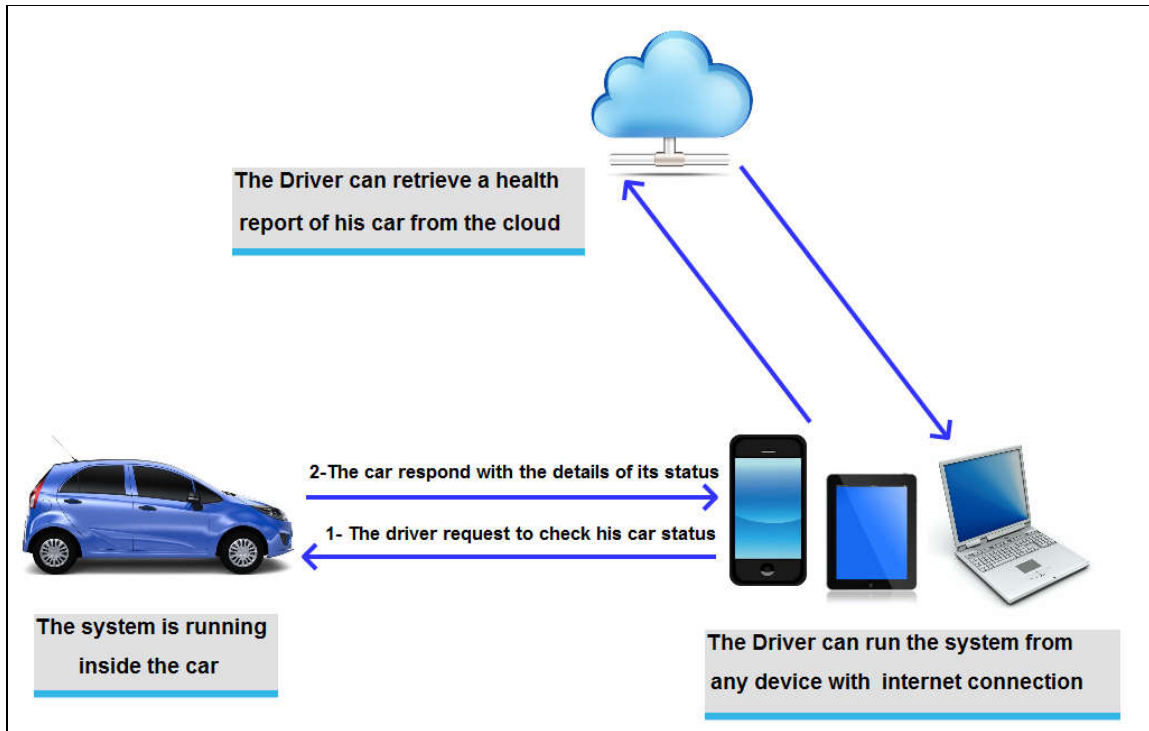 The Driver can retrieve a health
report of his car from the cloud
2-The car respond with the details of its status
1- The driver request to check his car status
The system is running
inside the car
The Driver can run the system from
any device with internet connection